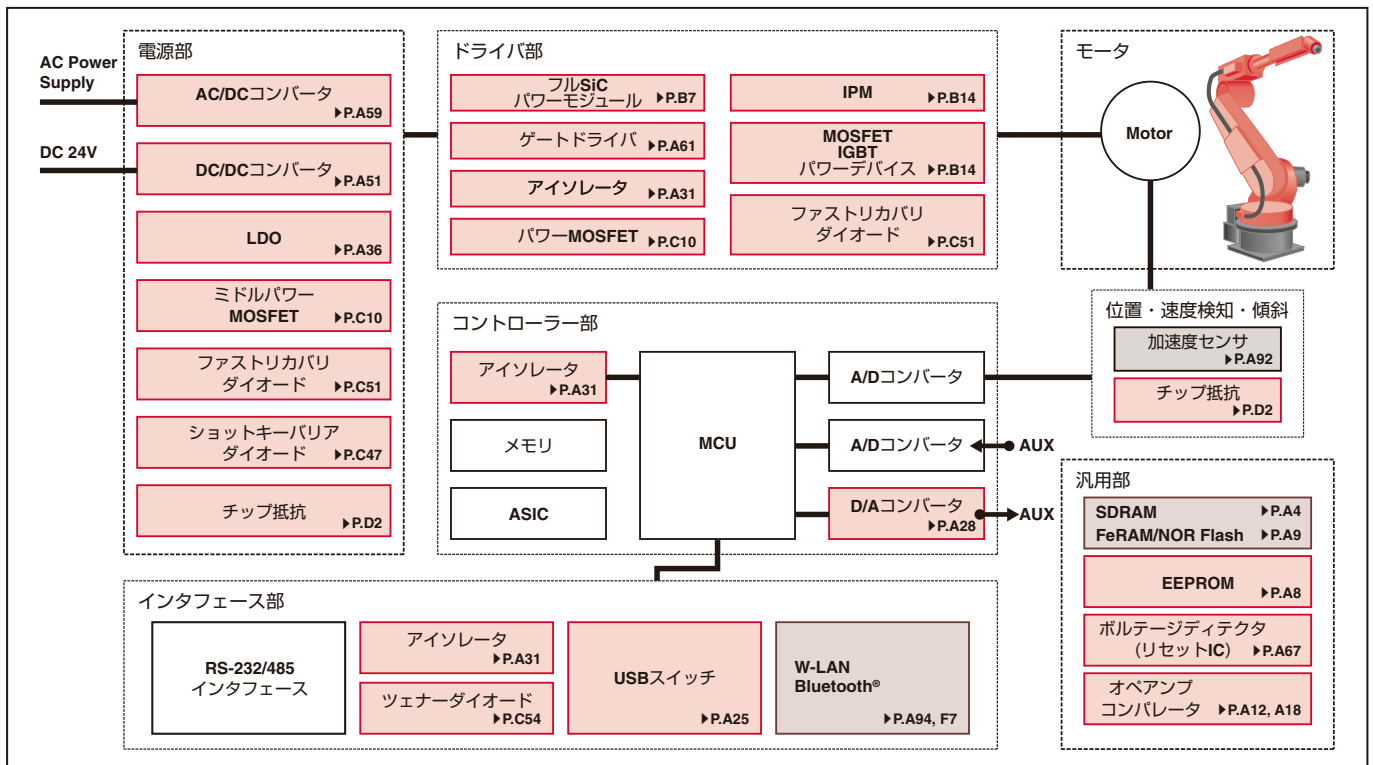 AC Power
Supply
DC 24V
電源部
AC/DCコンバータ
▶P.A59
DC/DCコンバータ
▶P.A51
LDO
▶P.A36
ミドルパワー
MOSFET ▶P.C10
ファストリカバリ
ダイオード ▶P.C51
ショットキーバリア
ダイオード ▶P.C47
チップ抵抗
▶P.D2
ドライバ部
フルSiC
パワーモジュール ▶P.B7
ゲートドライバ ▶P.A61
アイソレータ
▶P.A31
パワーMOSFET ▶P.C10
IPM ▶P.B14
MOSFET
IGBT
パワーデバイス ▶P.B14
ファストリカバリ
ダイオード ▶P.C51
モータ
Motor
位置・速度検知・傾斜
加速度センサ
▶P.A92
チップ抵抗
▶P.D2
コントローラー部
アイソレータ
▶P.A31
メモリ
ASIC
MCU
A/Dコンバータ
A/Dコンバータ
AUX
D/Aコンバータ
▶P.A28
AUX
汎用部
SDRAM ▶P.A4
FeRAM/NOR Flash ▶P.A9
EEPROM
▶P.A8
ボルテージディテクタ
(リセットIC) ▶P.A67
オペアンプ
コンパレータ ▶P.A12, A18
インタフェース部
RS-232/485
インタフェース
アイソレータ
▶P.A31
ツェナーダイオード
▶P.C54
USBスイッチ
▶P.A25
W-LAN
Bluetooth®
▶P.A94, F7